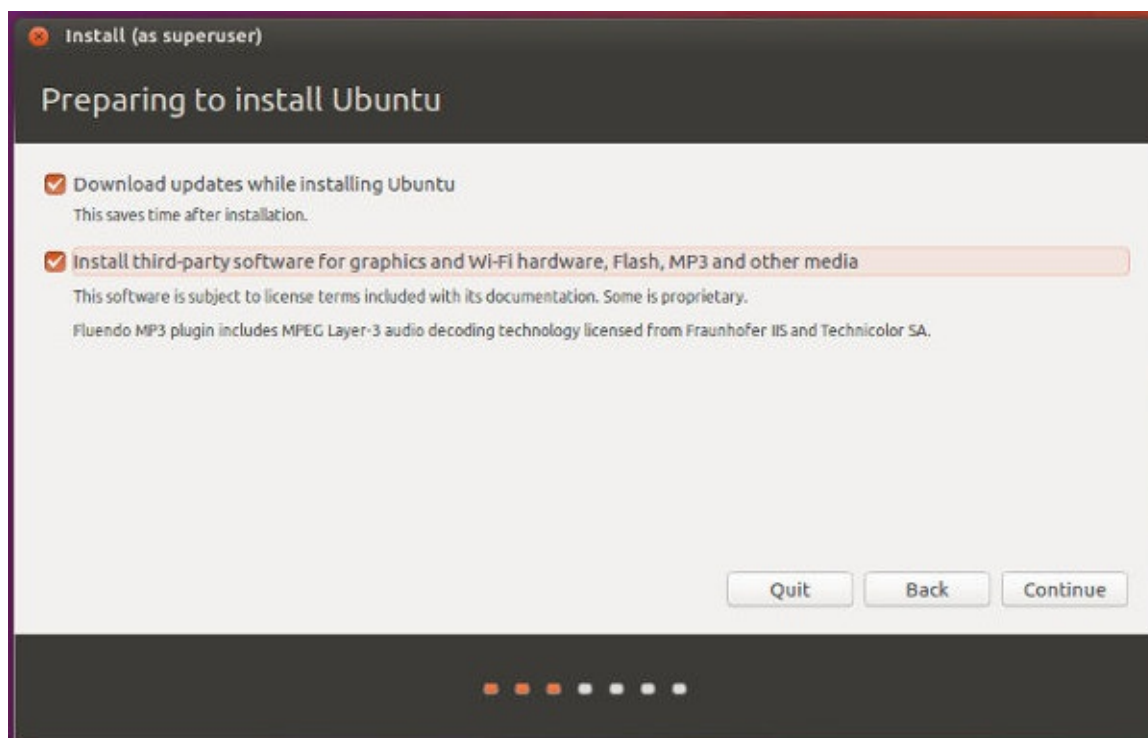 Install (as superuser)
Preparing to install Ubuntu
Download updates while installing Ubuntu
This saves time after installation.
Install third-party software for graphics and Wi-Fi hardware, Flash, MP3 and other media
This software is subject to license terms included with its documentation. Some is proprietary.
Fluendo MP3 plugin includes MPEG Layer-3 audio decoding technology licensed from Fraunhofer IIS and Technicolor SA.
Quit Back Continue